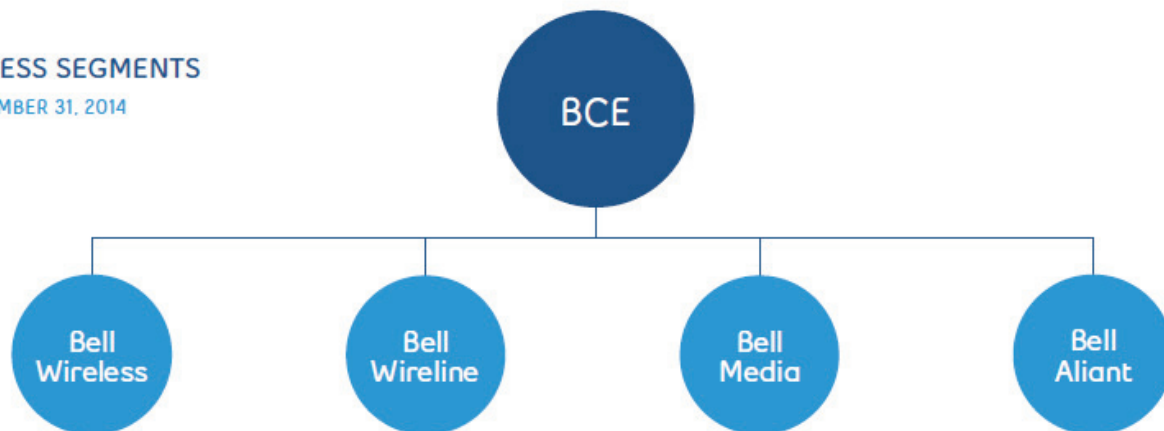 ESS SEGMENTS
MBER 31, 2014
BCE
Bell
Wireless
Bell
Wireline
Bell
Media
Bell
Aliant